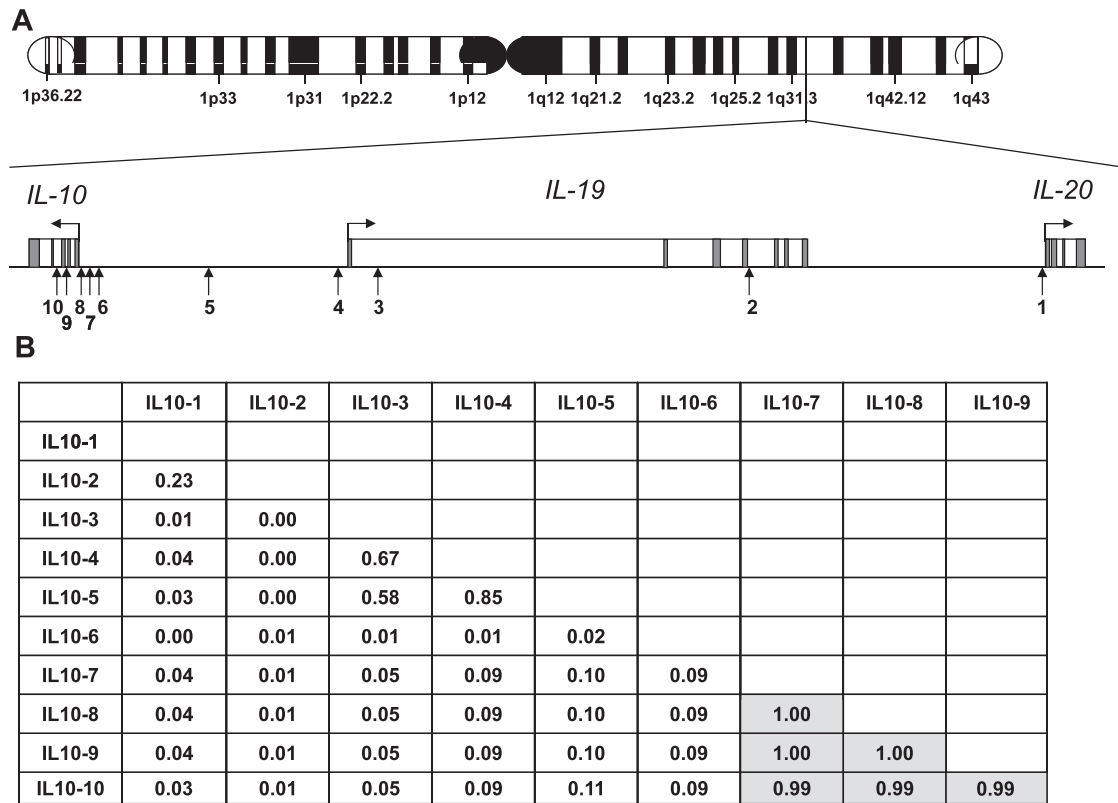 A
1p36.22 1p33 1p31 1p22.2 1p12 1q12 1q21.2 1q23.2 1q25.2 1q31.3 1q42.12 1q43
IL-10 IL-19 IL-20
10 9 8 7 6 5 4 3 2 1
B
IL10-1 IL10-2 IL10-3 IL10-4 IL10-5 IL10-6 IL10-7 IL10-8 IL10-9
IL10-1
IL10-2 0.23
IL10-3 0.01 0.00
IL10-4 0.04 0.00 0.67
IL10-5 0.03 0.00 0.58 0.85
IL10-6 0.00 0.01 0.01 0.01 0.02
IL10-7 0.04 0.01 0.05 0.09 0.10 0.09
IL10-8 0.04 0.01 0.05 0.09 0.10 0.09 1.00
IL10-9 0.04 0.01 0.05 0.09 0.10 0.09 1.00 1.00
IL10-10 0.03 0.01 0.05 0.09 0.11 0.09 0.99 0.99 0.99